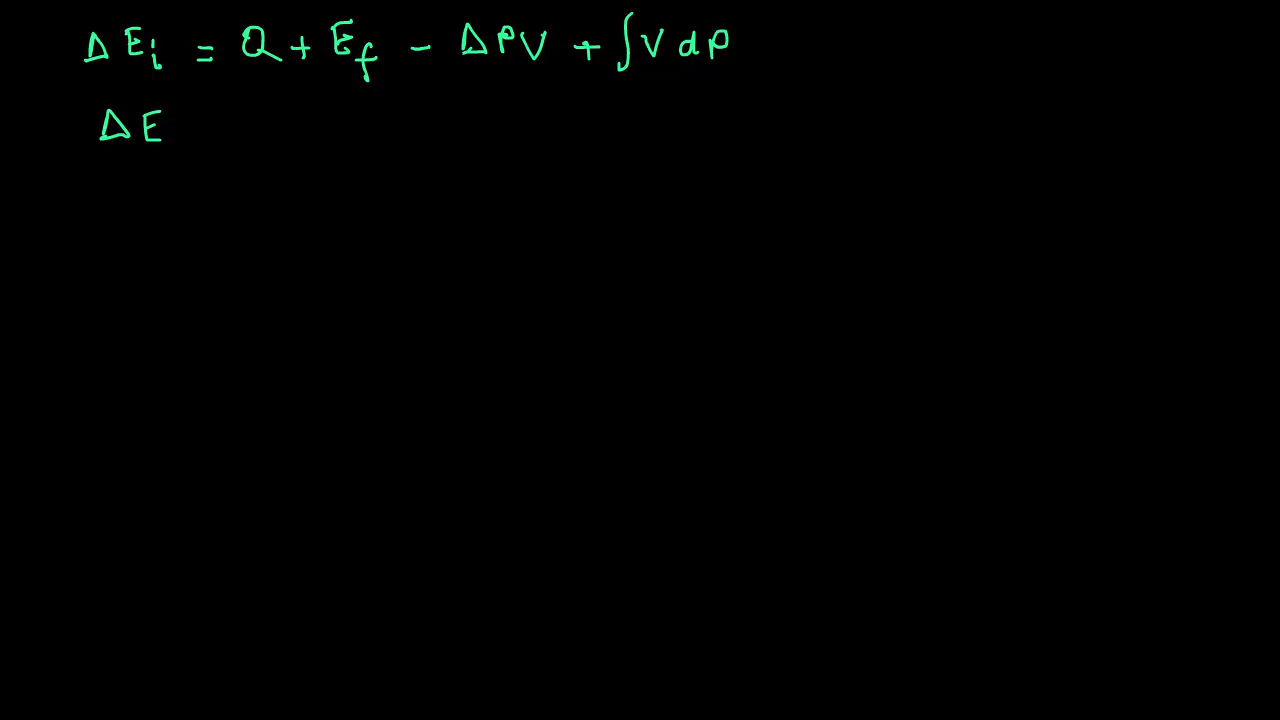 ΔE_i = Q + E_f - ΔPV + ∫V dP
ΔE